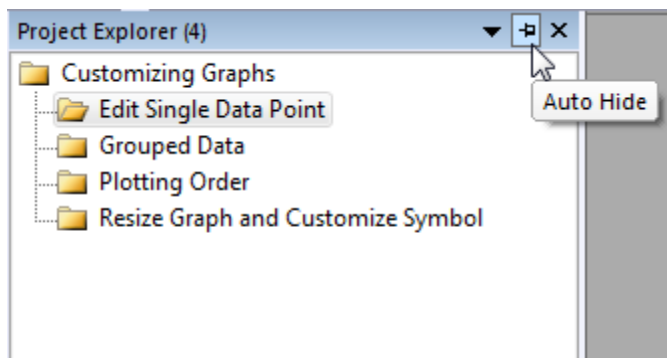 Project Explorer (4)
Customizing Graphs
Edit Single Data Point
Auto Hide
Grouped Data
Plotting Order
Resize Graph and Customize Symbol